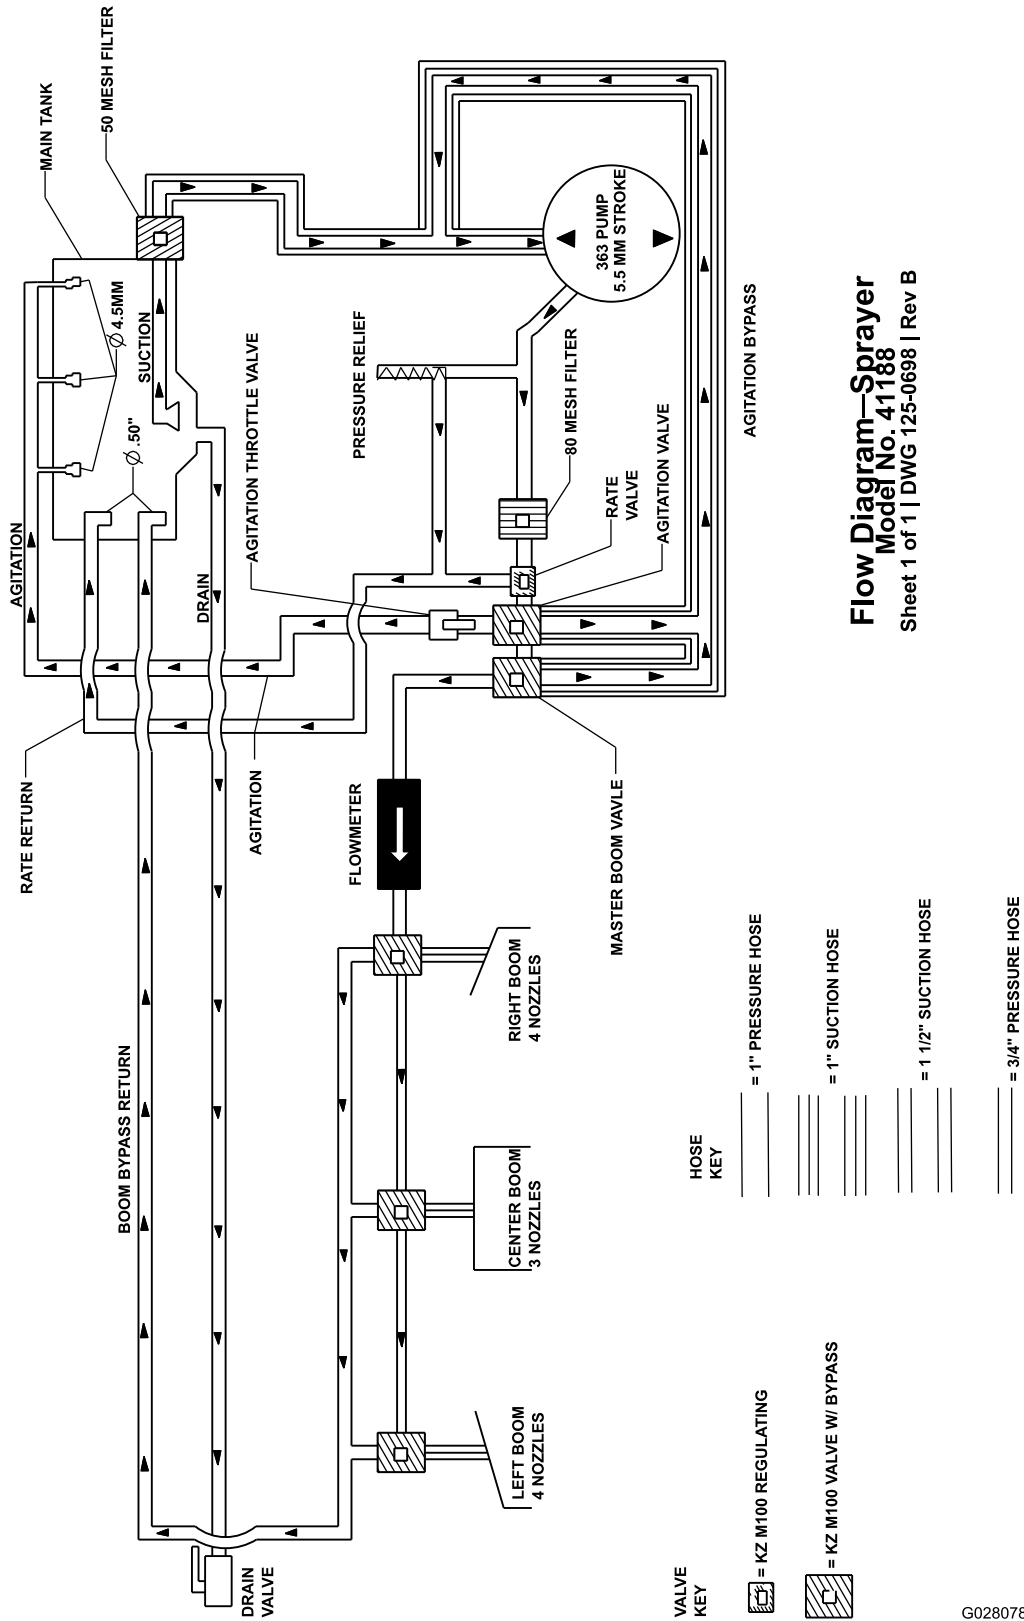 MAIN TANK
50 MESH FILTER
AGITATION
Ø 4.5MM
SUCTION
Ø .50"
DRAIN
AGITATION THROTTLE VALVE
PRESSURE RELIEF
363 PUMP
5.5 MM STROKE
80 MESH FILTER
RATE
VALVE
AGITATION VALVE
AGITATION BYPASS
RATE RETURN
AGITATION
FLOWMETER
MASTER BOOM VAVLE
BOOM BYPASS RETURN
RIGHT BOOM
4 NOZZLES
CENTER BOOM
3 NOZZLES
LEFT BOOM
4 NOZZLES
DRAIN
VALVE
VALVE
KEY
= KZ M100 REGULATING
= KZ M100 VALVE W/ BYPASS
HOSE
KEY
= 1" PRESSURE HOSE
= 1" SUCTION HOSE
= 1 1/2" SUCTION HOSE
= 3/4" PRESSURE HOSE
Flow Diagram—Sprayer
Model No. 41188
Sheet 1 of 1 | DWG 125-0698 | Rev B
G028078